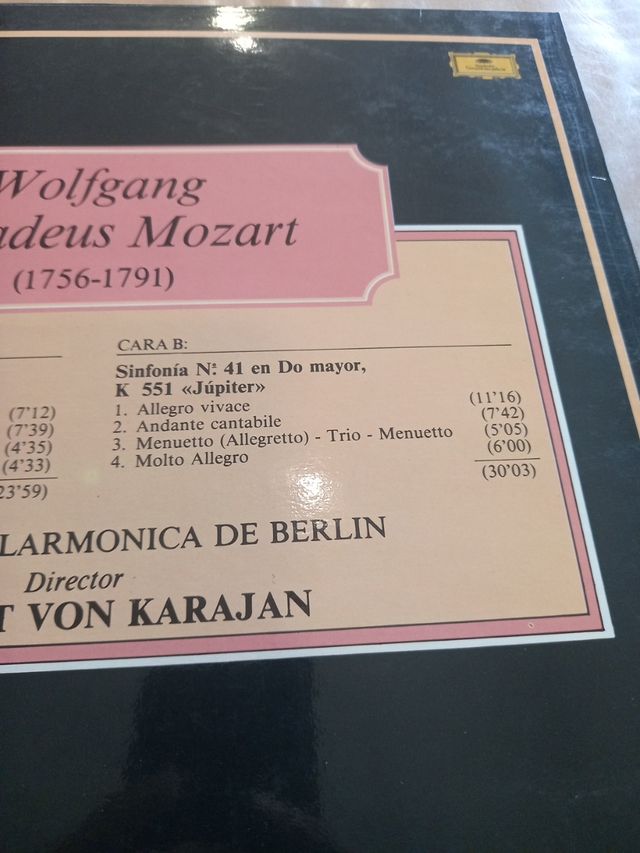 Wolfgang
adeus Mozart
(1756-1791)
(7'12)
(7'39)
(4'35)
(4'33)
23'59)
CARA B:
Sinfonía N.º 41 en Do mayor,
K 551 «Júpiter»
1. Allegro vivace (11'16)
2. Andante cantabile (7'42)
3. Menuetto (Allegretto) - Trio - Menuetto (5'05)
4. Molto Allegro (6'00)
(30'03)
LARMONICA DE BERLIN
Director
T VON KARAJAN